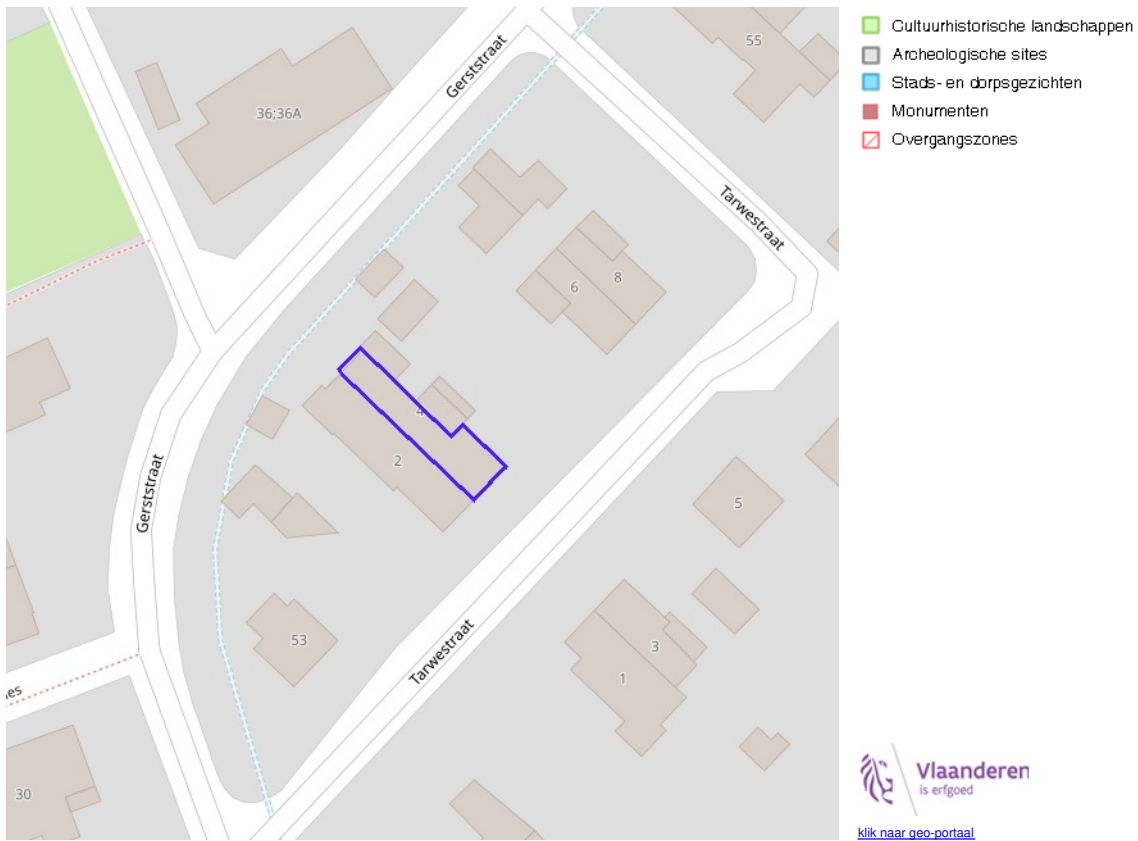 Gerststraat
55
36;36A
Tarwestraat
8
6
4
2
Gerststraat
5
53
Tarwestraat
3
1
es
30
Cultuurhistorische landschappen
Archeologische sites
Stads- en dorpsgezichten
Monumenten
Overgangszones
Vlaanderen
is erfgoed
klik naar geo-portaal